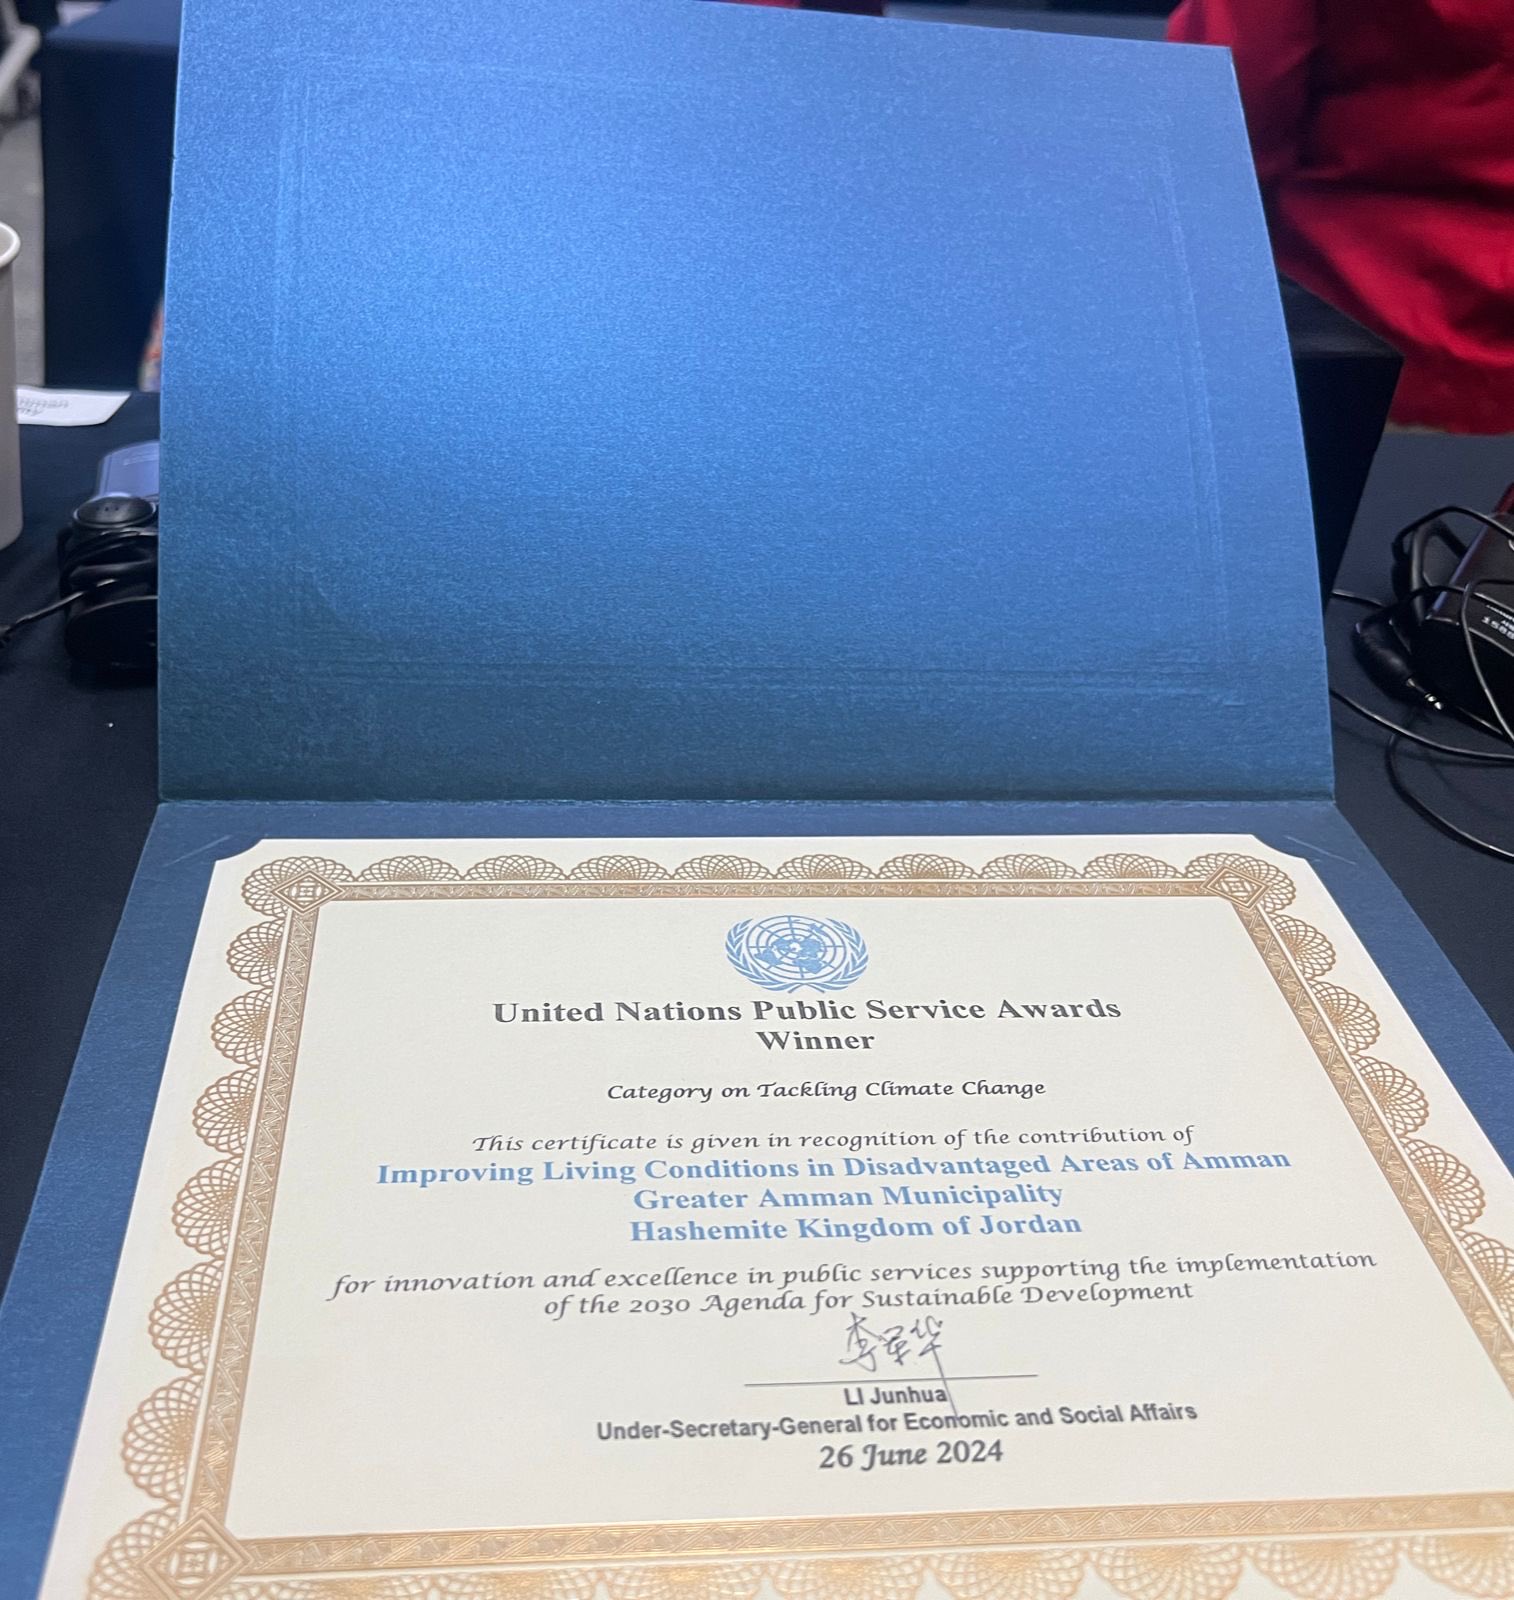 United Nations Public Service Awards
Winner
Category on Tackling Climate Change
This certificate is given in recognition of the contribution of
Improving Living Conditions in Disadvantaged Areas of Amman
Greater Amman Municipality
Hashemite Kingdom of Jordan
for innovation and excellence in public services supporting the implementation
of the 2030 Agenda for Sustainable Development
李军华
LI Junhua
Under-Secretary-General for Economic and Social Affairs
26 June 2024